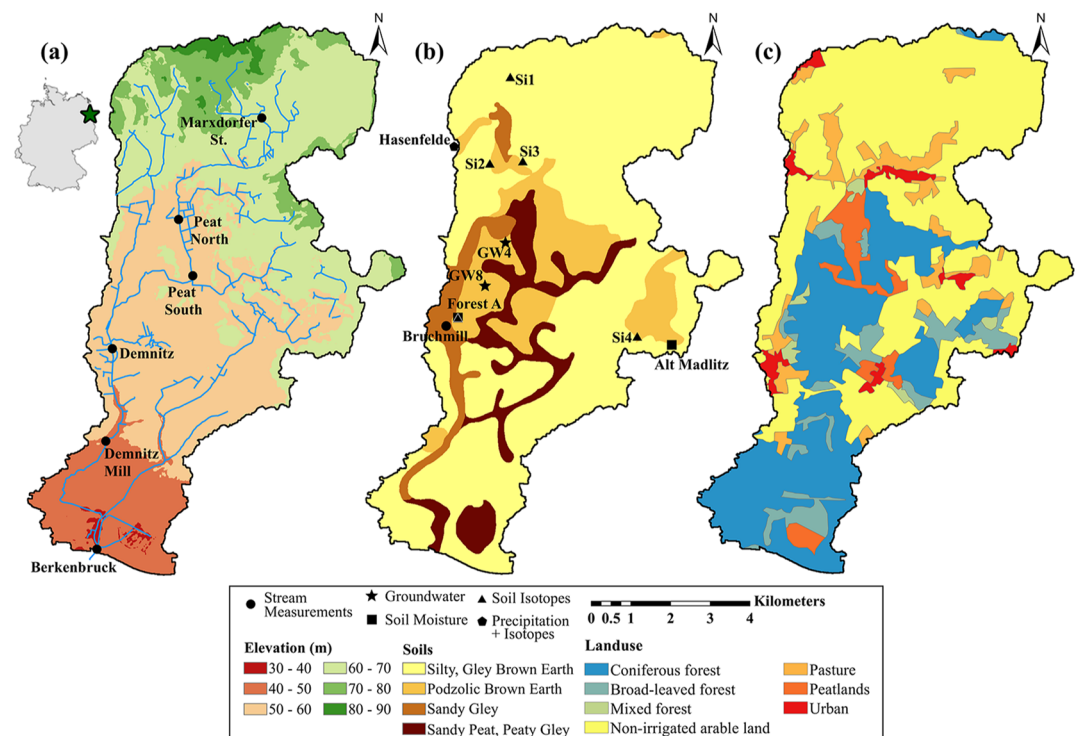 (a)
N
Marxdorfer
St.
Peat
North
Peat
South
Demnitz
Demnitz
Mill
Berkenbruck
(b)
N
Si1
Hasenfelde
Si2
Si3
GW4
GW8
Forest A
Bruchmill
Si4
Alt Madlitz
(c)
N
Stream
Measurements
Groundwater
Soil Moisture
Soil Isotopes
Precipitation
+ Isotopes
Kilometers
0 0.5 1 2 3 4
Elevation (m)
30 - 40
40 - 50
50 - 60
60 - 70
70 - 80
80 - 90
Soils
Silty, Gley Brown Earth
Podzolic Brown Earth
Sandy Gley
Sandy Peat, Peaty Gley
Landuse
Coniferous forest
Broad-leaved forest
Mixed forest
Non-irrigated arable land
Pasture
Peatlands
Urban